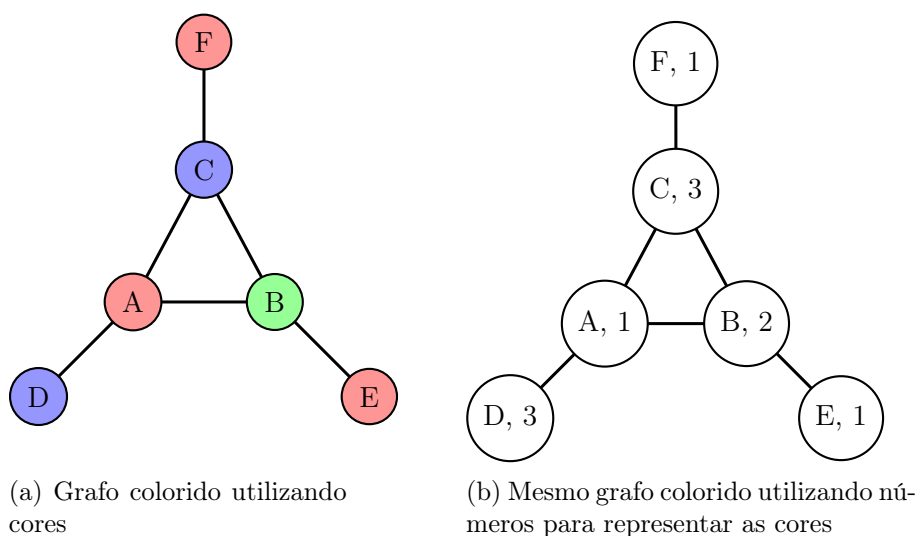 F
C
A
B
D
E
(a) Grafo colorido utilizando
cores
F, 1
C, 3
A, 1
B, 2
D, 3
E, 1
(b) Mesmo grafo colorido utilizando nú-
meros para representar as cores